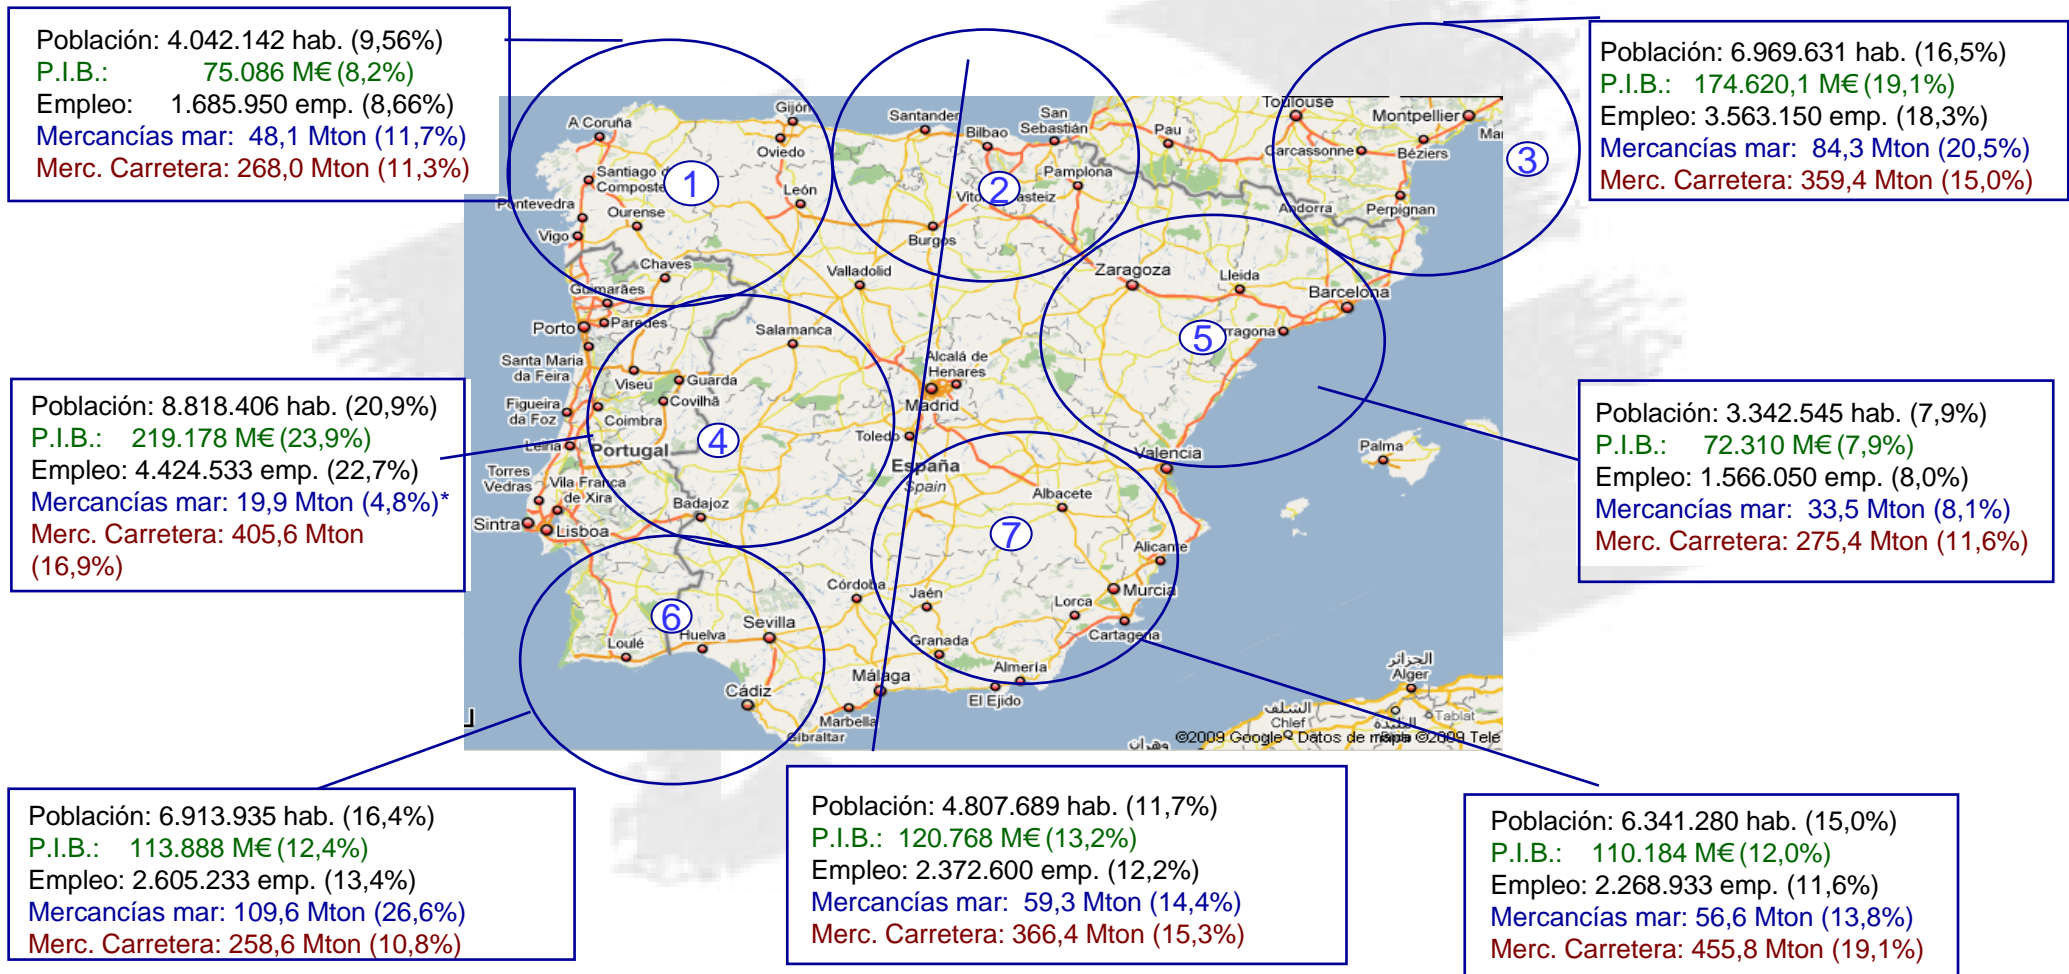 Población: 4.042.142 hab. (9,56%)
P.I.B.: 75.086 M€ (8,2%)
Empleo: 1.685.950 emp. (8,66%)
Mercancías mar: 48,1 Mton (11,7%)
Merc. Carretera: 268,0 Mton (11,3%)
Población: 6.969.631 hab. (16,5%)
P.I.B.: 174.620,1 M€ (19,1%)
Empleo: 3.563.150 emp. (18,3%)
Mercancías mar: 84,3 Mton (20,5%)
Merc. Carretera: 359,4 Mton (15,0%)
Población: 8.818.406 hab. (20,9%)
P.I.B.: 219.178 M€ (23,9%)
Empleo: 4.424.533 emp. (22,7%)
Mercancías mar: 19,9 Mton (4,8%)*
Merc. Carretera: 405,6 Mton
(16,9%)
Población: 3.342.545 hab. (7,9%)
P.I.B.: 72.310 M€ (7,9%)
Empleo: 1.566.050 emp. (8,0%)
Mercancías mar: 33,5 Mton (8,1%)
Merc. Carretera: 275,4 Mton (11,6%)
Población: 6.913.935 hab. (16,4%)
P.I.B.: 113.888 M€ (12,4%)
Empleo: 2.605.233 emp. (13,4%)
Mercancías mar: 109,6 Mton (26,6%)
Merc. Carretera: 258,6 Mton (10,8%)
Población: 4.807.689 hab. (11,7%)
P.I.B.: 120.768 M€ (13,2%)
Empleo: 2.372.600 emp. (12,2%)
Mercancías mar: 59,3 Mton (14,4%)
Merc. Carretera: 366,4 Mton (15,3%)
Población: 6.341.280 hab. (15,0%)
P.I.B.: 110.184 M€ (12,0%)
Empleo: 2.268.933 emp. (11,6%)
Mercancías mar: 56,6 Mton (13,8%)
Merc. Carretera: 455,8 Mton (19,1%)
1
2
3
4
5
6
7
A Coruña
Gijón
Oviedo
Santander
Bilbao
San
Sebastián
Pau
Toulouse
Montpellier
Carcassonne
Béziers
Perpignan
Andorra
Santiago
Pontevedra
Ourense
Vigo
León
Burgos
Pamplona
Chaves
Guimarães
Porto
Paredes
Valladolid
Zaragoza
Lleida
Barcelona
Santa Maria
da Feira
Viseu
Guarda
Covilhã
Salamanca
Alcalá de
Henares
Madrid
Figueira
da Foz
Coimbra
Leiria
Portugal
Toledo
España
Spain
Valencia
Palma
Torres
Vedras
Vila Franca
de Xira
Sintra
Lisboa
Badajoz
Albacete
Alicante
Murcia
Lorca
Cartagena
Córdoba
Jaén
Granada
Almería
El Ejido
Málaga
Marbella
Gibraltar
Loulé
Huelva
Sevilla
Cádiz
الجزائر
Alger
الشلف
Chlef
البليدة
Tablat
وهران
©2009 Google - Datos de mapa ©2009 Tele